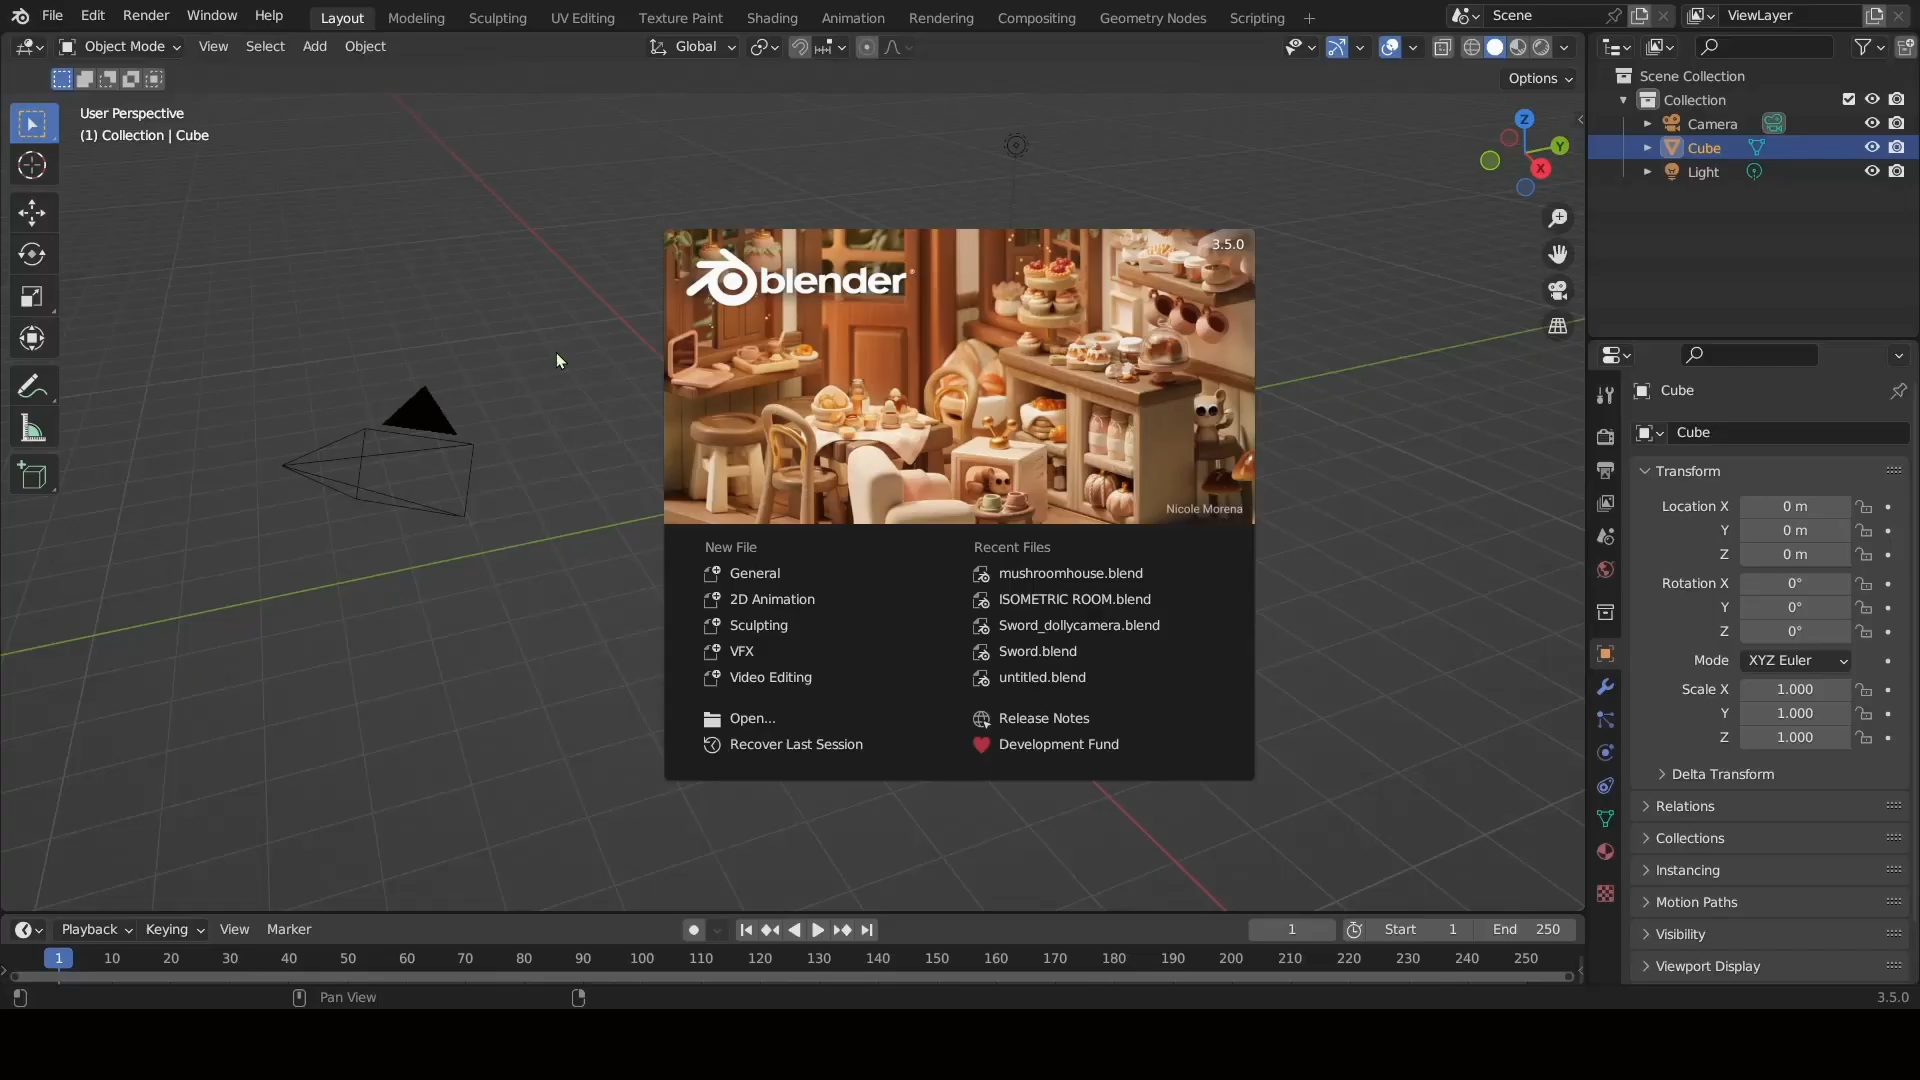 File Edit Render Window Help Layout Modeling Sculpting UV Editing Texture Paint Shading Animation Rendering Compositing Geometry Nodes Scripting + Scene ViewLayer
Object Mode View Select Add Object Global
Options
User Perspective
(1) Collection | Cube
Z
Y
X
Scene Collection
Collection
Camera
Cube
Light
3.5.0
blender
Nicole Morena
New File
General
2D Animation
Sculpting
VFX
Video Editing
Open...
Recover Last Session
Recent Files
mushroomhouse.blend
ISOMETRIC ROOM.blend
Sword_dollycamera.blend
Sword.blend
untitled.blend
Release Notes
Development Fund
Cube
Cube
Transform
Location X 0 m
Y 0 m
Z 0 m
Rotation X 0°
Y 0°
Z 0°
Mode XYZ Euler
Scale X 1.000
Y 1.000
Z 1.000
Delta Transform
Relations
Collections
Instancing
Motion Paths
Visibility
Viewport Display
Playback Keying View Marker 1 Start 1 End 250
1 10 20 30 40 50 60 70 80 90 100 110 120 130 140 150 160 170 180 190 200 210 220 230 240 250
Pan View
3.5.0